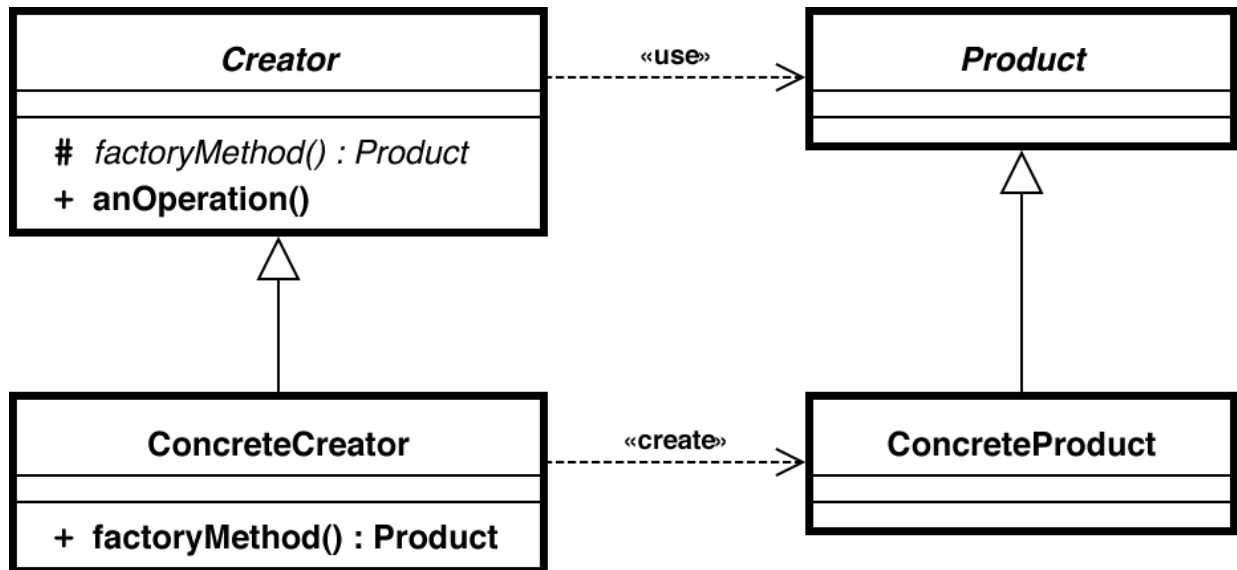 Creator
«use»
Product
# factoryMethod() : Product
+ anOperation()
ConcreteCreator
«create»
ConcreteProduct
+ factoryMethod() : Product